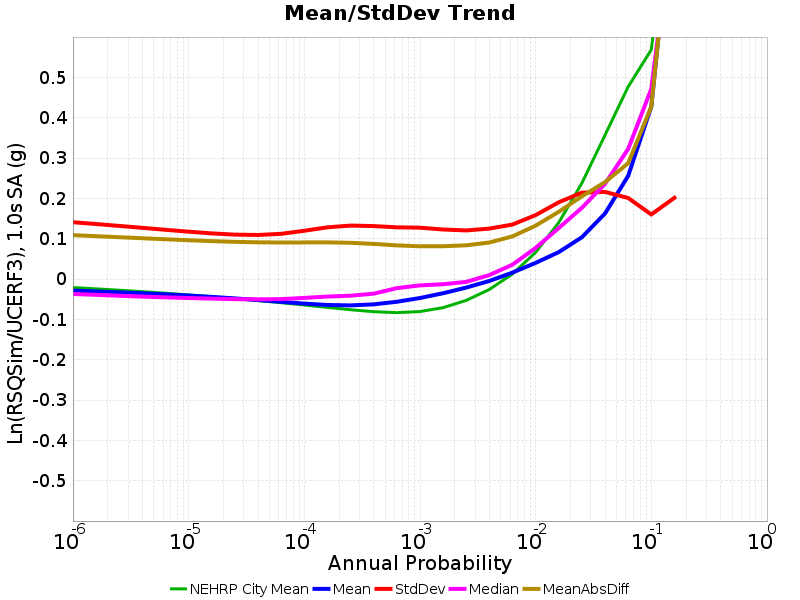 Mean/StdDev Trend
Ln(RSQSim/UCERF3), 1.0s SA (g)
0.5
0.4
0.3
0.2
0.1
0
-0.1
-0.2
-0.3
-0.4
-0.5
10^-6 10^-5 10^-4 10^-3 10^-2 10^-1 10^0
Annual Probability
NEHRP City Mean Mean StdDev Median MeanAbsDiff